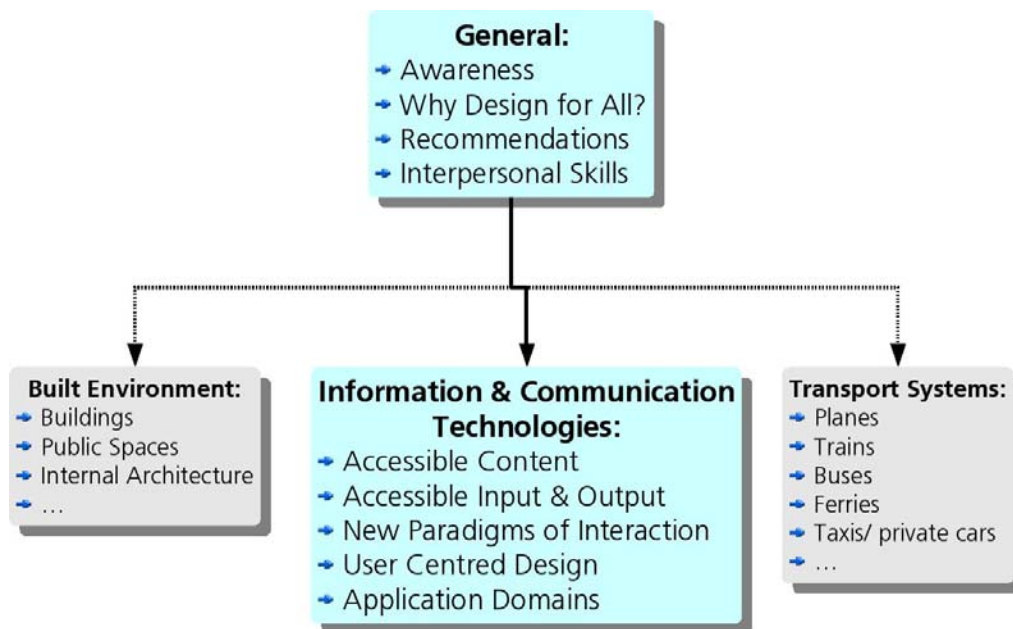 General:
Awareness
Why Design for All?
Recommendations
Interpersonal Skills
Built Environment:
Buildings
Public Spaces
Internal Architecture
…
Information & Communication
Technologies:
Accessible Content
Accessible Input & Output
New Paradigms of Interaction
User Centred Design
Application Domains
Transport Systems:
Planes
Trains
Buses
Ferries
Taxis/ private cars
…